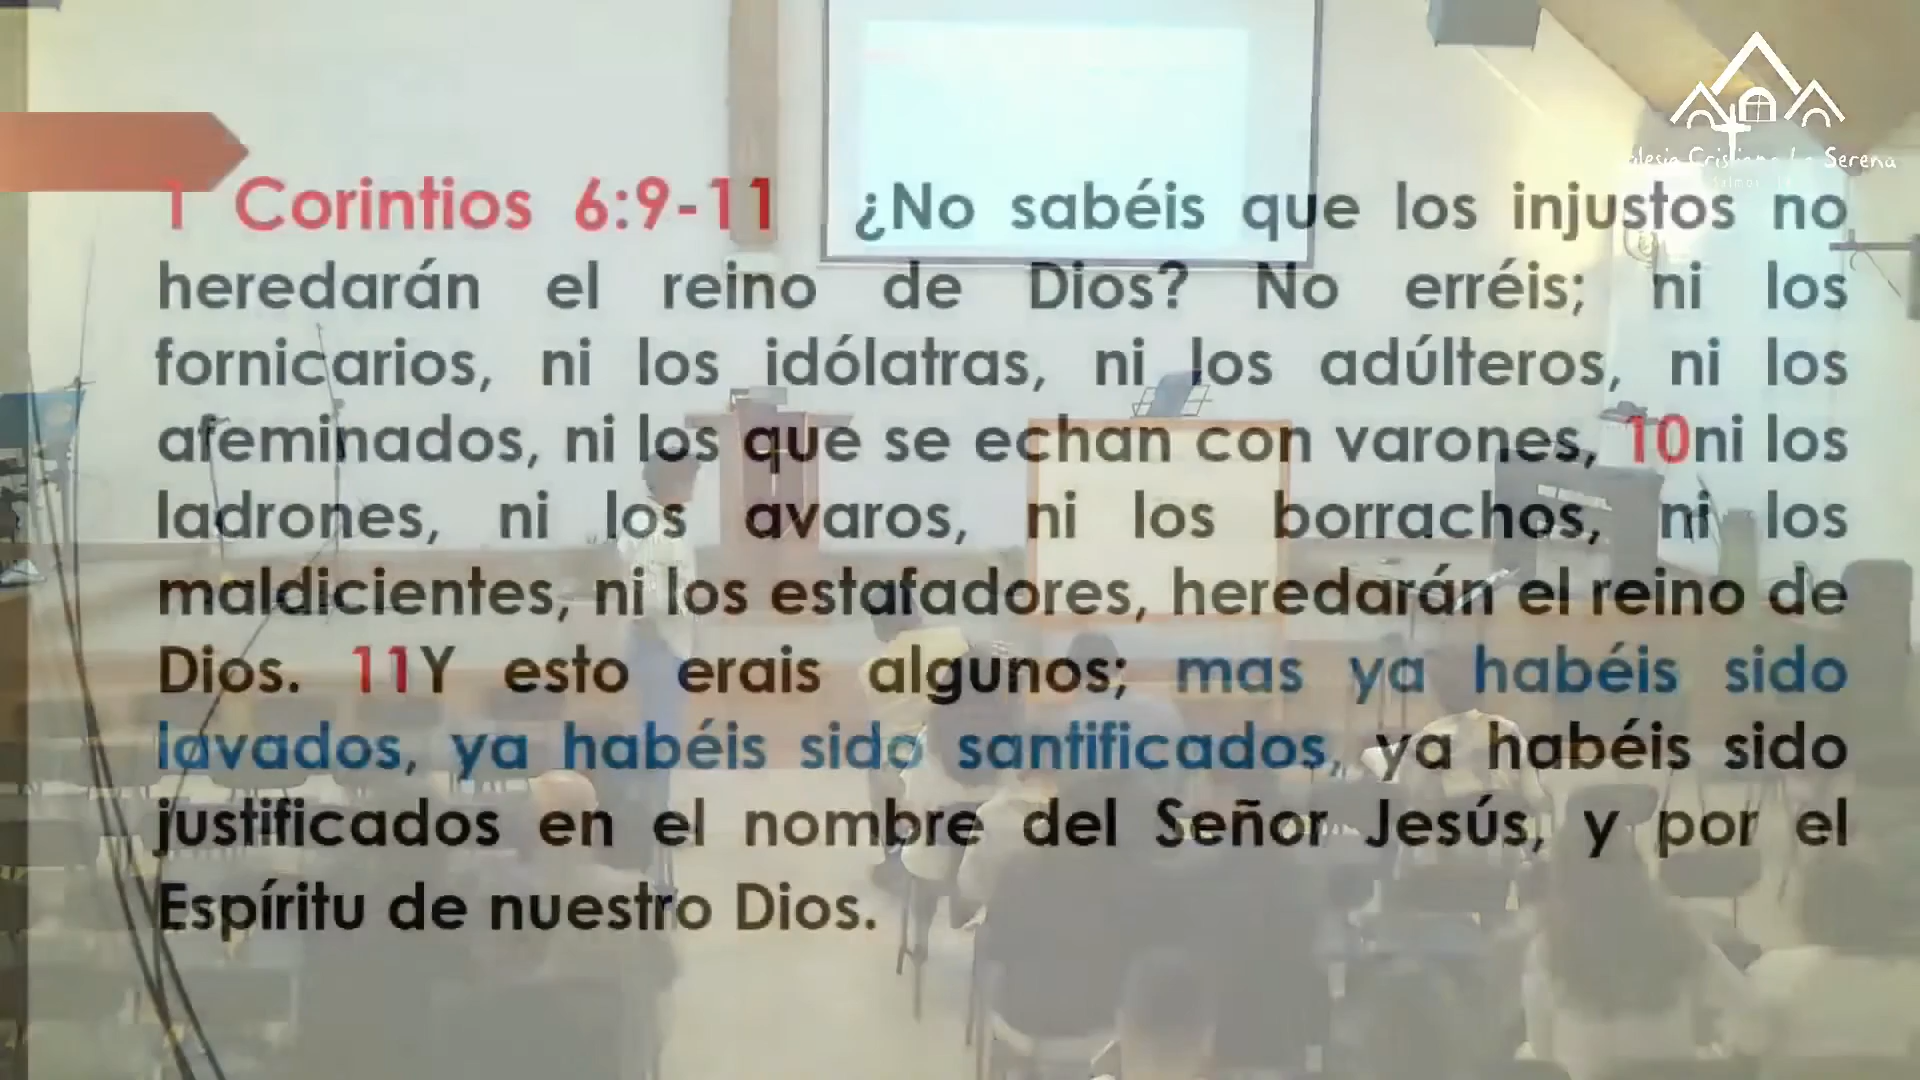 Iglesia Cristiana La Serena
1 Corintios 6:9-11 ¿No sabéis que los injustos no
heredarán el reino de Dios? No erréis; ni los
fornicarios, ni los idólatras, ni los adúlteros, ni los
afeminados, ni los que se echan con varones, 10ni los
ladrones, ni los avaros, ni los borrachos, ni los
maldicientes, ni los estafadores, heredarán el reino de
Dios. 11Y esto erais algunos; mas ya habéis sido
lavados, ya habéis sido santificados, ya habéis sido
justificados en el nombre del Señor Jesús, y por el
Espíritu de nuestro Dios.